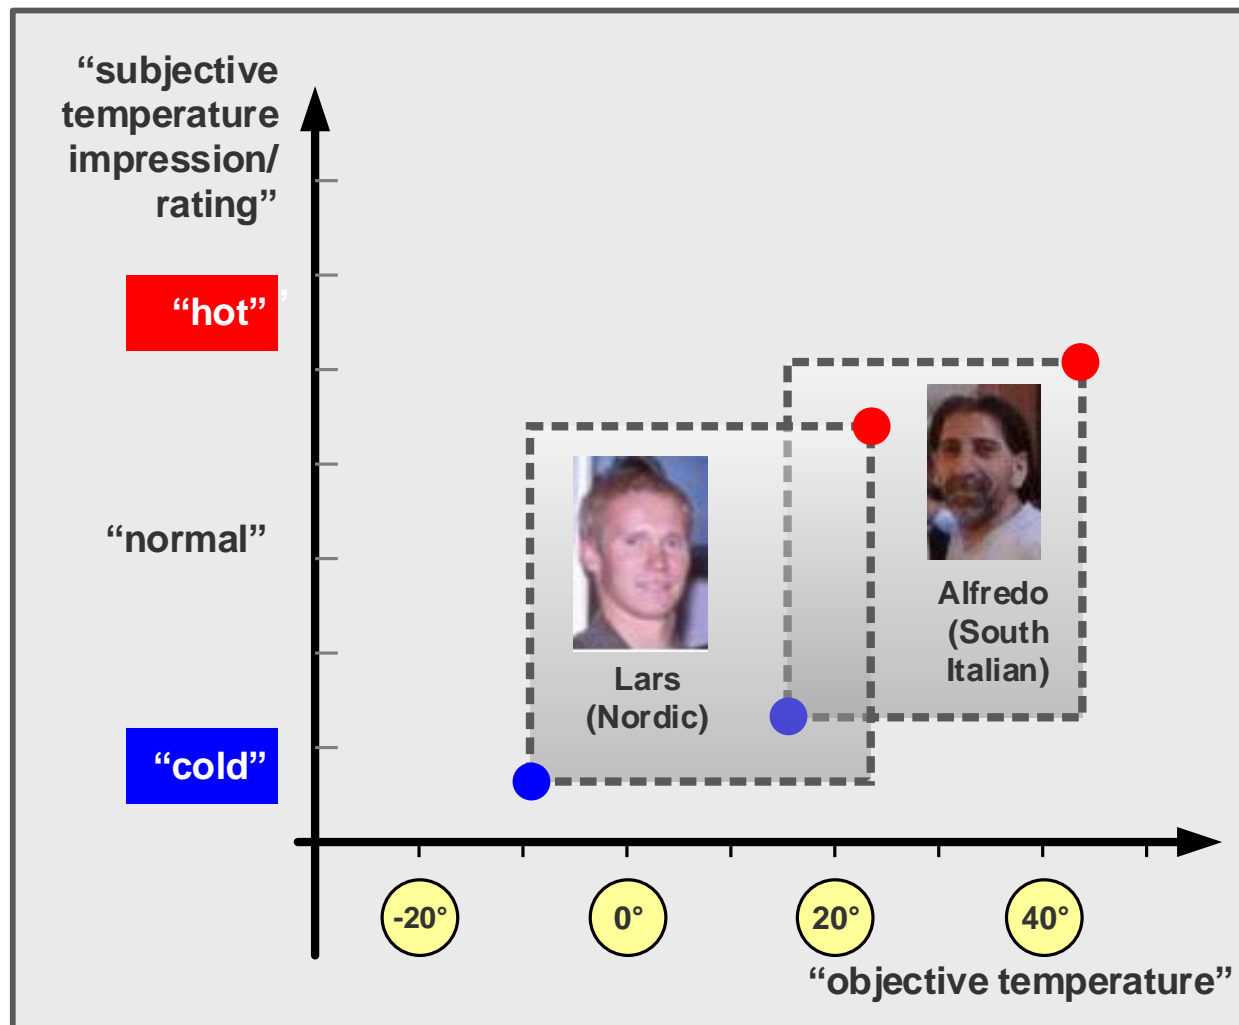 “subjective
temperature
impression/
rating”
“hot” ’
“normal”
“cold”
Lars
(Nordic)
Alfredo
(South
Italian)
-20°
0°
20°
40°
“objective temperature”